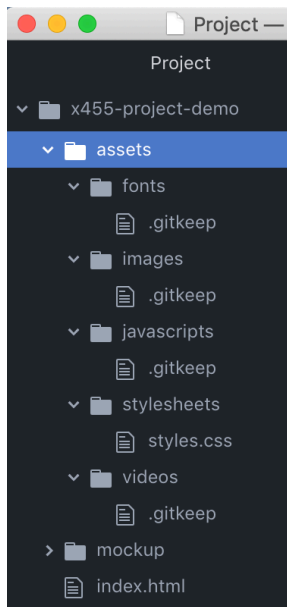 Project —
Project
x455-project-demo
assets
fonts
.gitkeep
images
.gitkeep
javascripts
.gitkeep
stylesheets
styles.css
videos
.gitkeep
mockup
index.html